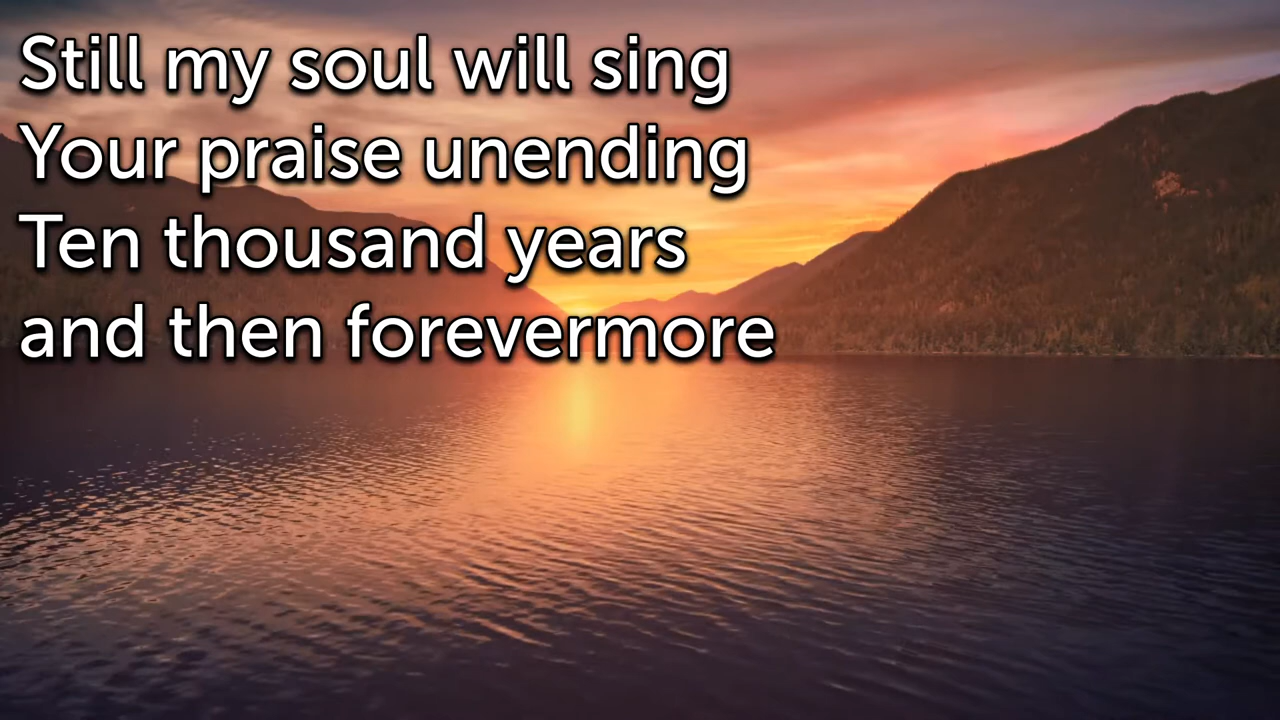 Still my soul will sing
Your praise unending
Ten thousand years
and then forevermore